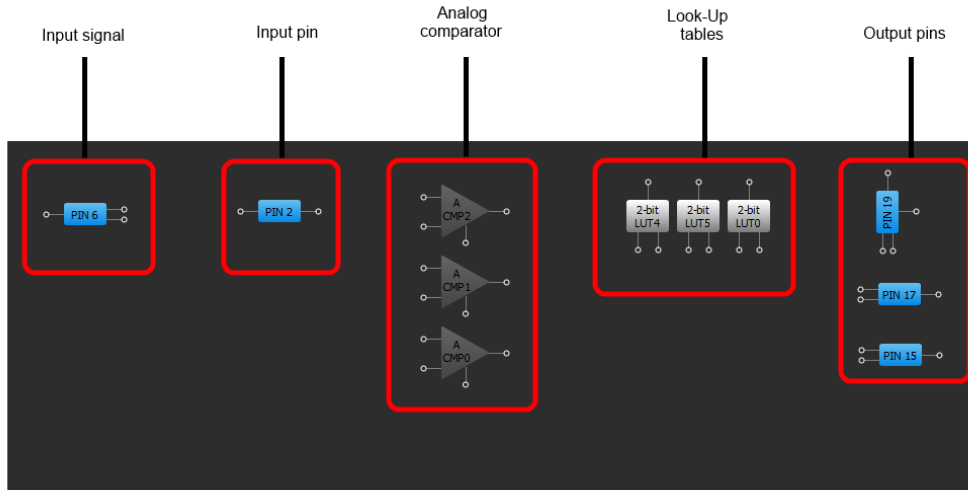 Input signal
Input pin
Analog
comparator
Look-Up
tables
Output pins
PIN 6
PIN 2
A
CMP2
A
CMP1
A
CMP0
2-bit
LUT4
2-bit
LUT5
2-bit
LUT0
PIN 19
PIN 17
PIN 15